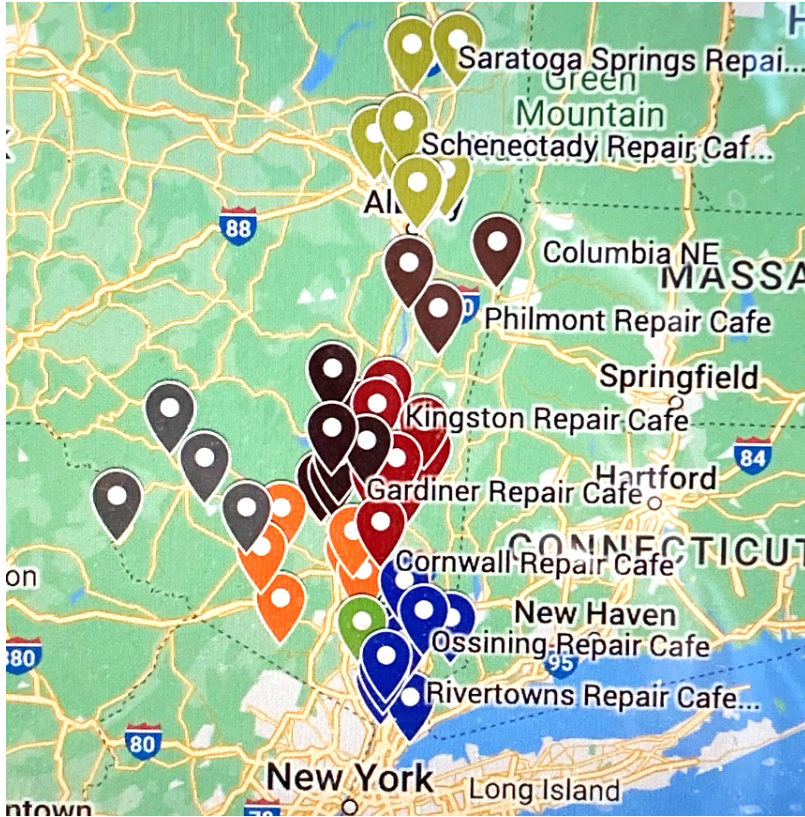 H
Saratoga Springs Repai...
Green
Mountain
Schenectady Repair Caf...
88
Columbia NE
MASSA
Philmont Repair Cafe
Springfield
Kingston Repair Cafe
84
Hartford
Gardiner Repair Cafe
CONNECTICUT
Cornwall Repair Cafe
on
New Haven
Ossining Repair Cafe
380
95
Rivertowns Repair Cafe...
80
New York
Long Island
ntown